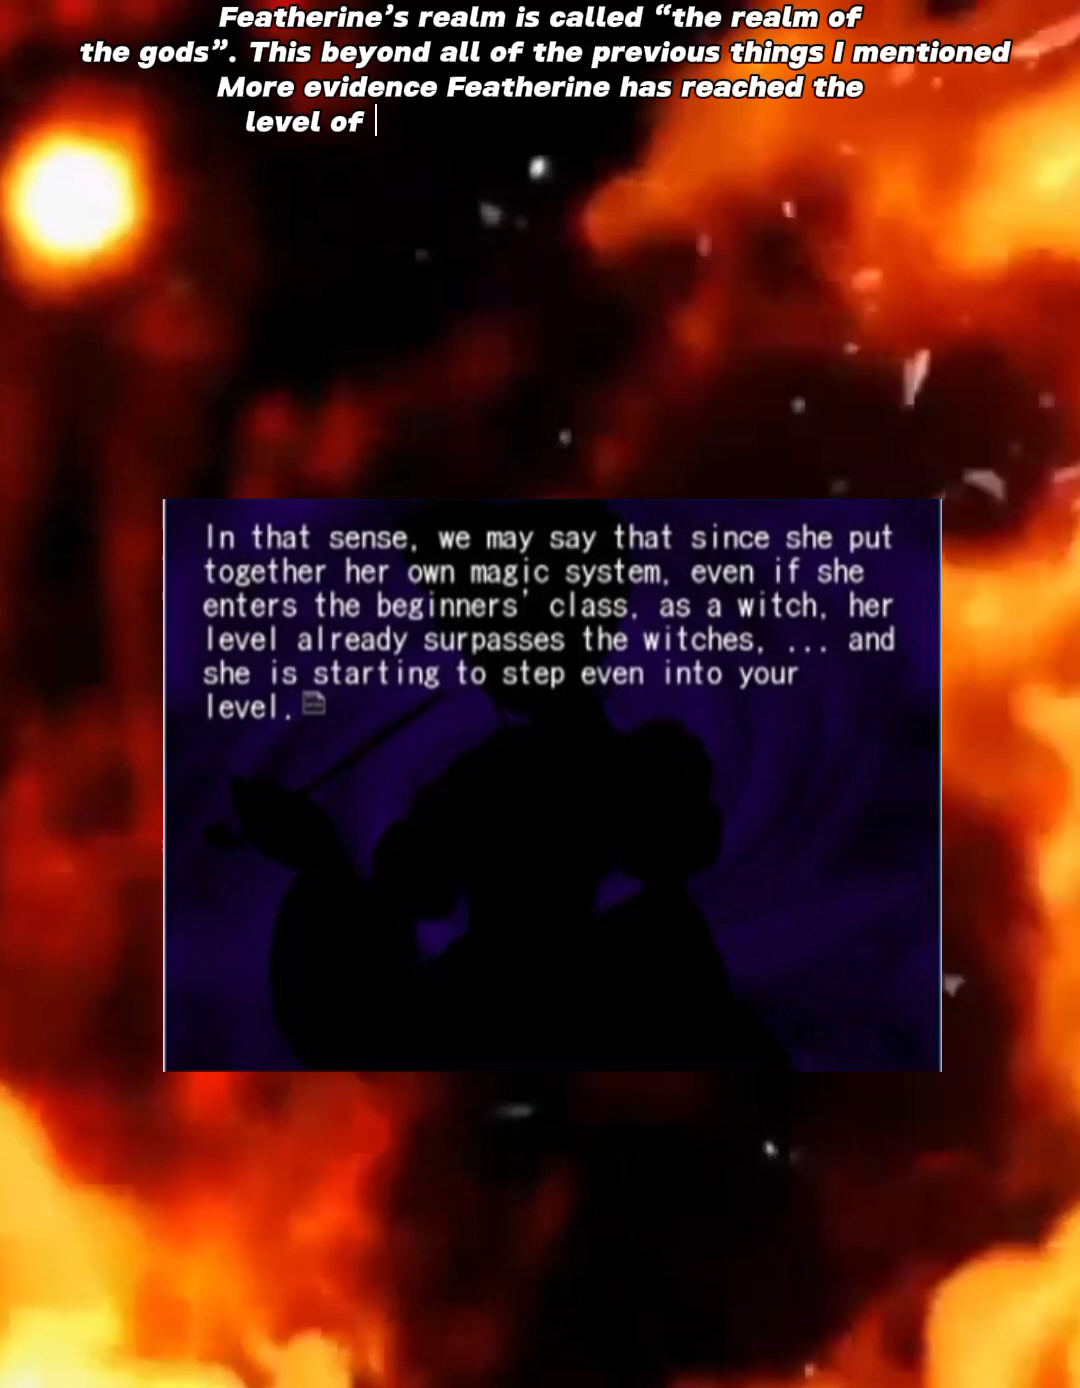 Featherine’s realm is called “the realm of
the gods”. This beyond all of the previous things I mentioned
More evidence Featherine has reached the
level of
In that sense, we may say that since she put
together her own magic system, even if she
enters the beginners' class, as a witch, her
level already surpasses the witches, ... and
she is starting to step even into your
level.